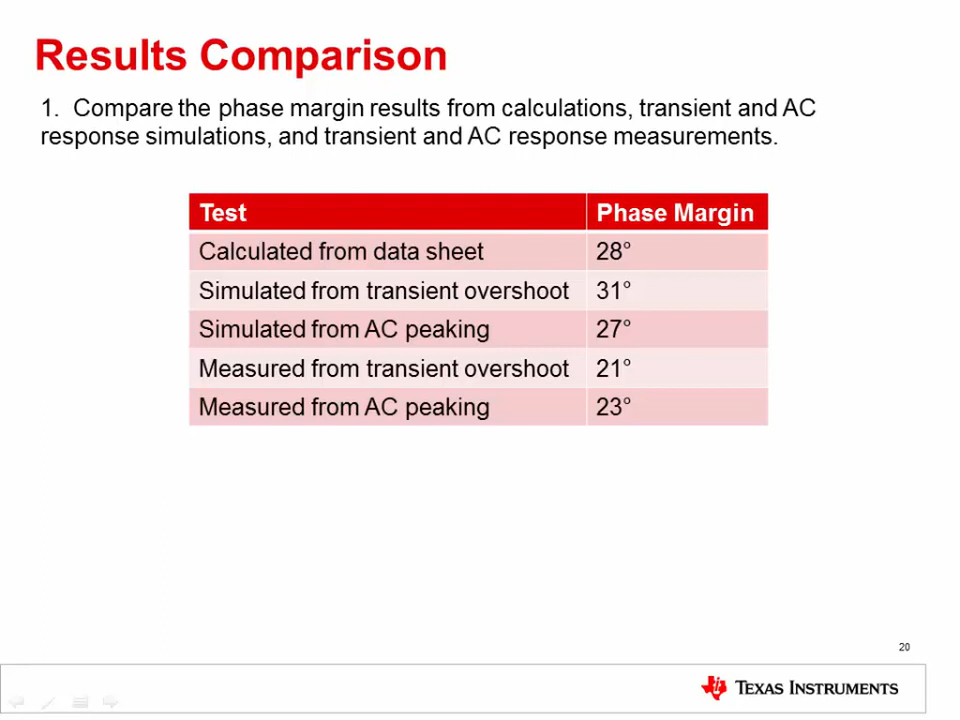 Results Comparison
1. Compare the phase margin results from calculations, transient and AC
response simulations, and transient and AC response measurements.
Test Phase Margin
Calculated from data sheet 28°
Simulated from transient overshoot 31°
Simulated from AC peaking 27°
Measured from transient overshoot 21°
Measured from AC peaking 23°
20
TEXAS INSTRUMENTS